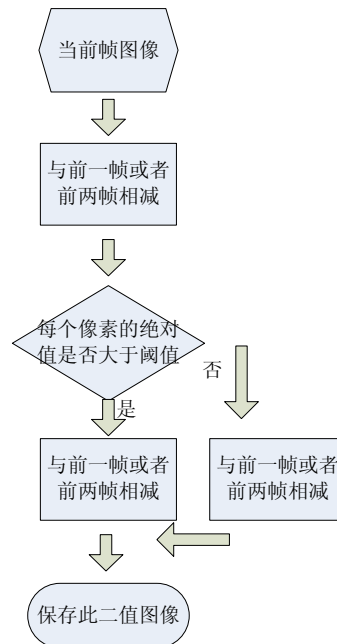 当前帧图像
与前一帧或者
前两帧相减
每个像素的绝对
值是否大于阈值
否
是
与前一帧或者
前两帧相减
与前一帧或者
前两帧相减
保存此二值图像